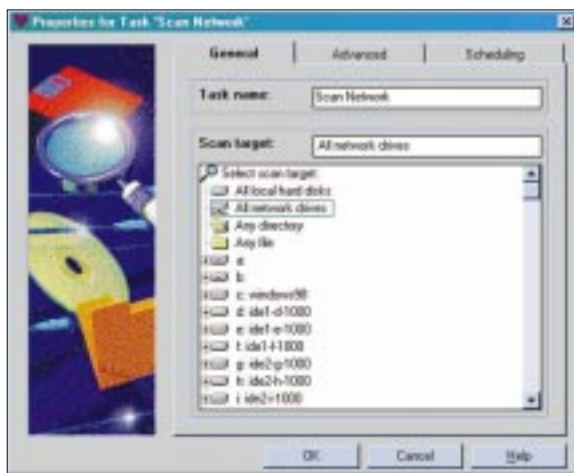 Properties for Task "Scan Network"
General Advanced Scheduling
Task name: Scan Network
Scan target: All network drives
Select scan target:
All local hard disks
All network drives
Any directory
Any file
a:
b:
c: windows98
d: ide1-d-1000
e: ide1-e-1000
f: ide1-f-1000
g: ide2-g-1000
h: ide2-h-1000
i: ide2-i-1000
OK Cancel Help